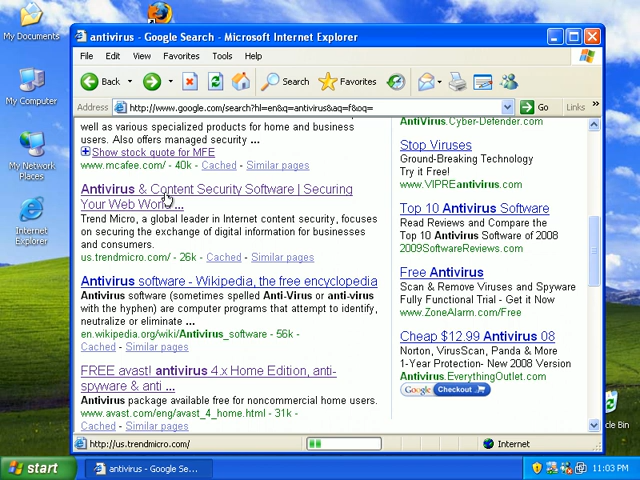 My Documents
My Computer
My Network
Places
Internet
Explorer
antivirus - Google Search - Microsoft Internet Explorer
File Edit View Favorites Tools Help
Back Search Favorites
Address http://www.google.com/search?hl=en&q=antivirus&aq=f&oq= Go Links »
well as various specialized products for home and business
users. Also offers managed security ...
Show stock quote for MFE
www.mcafee.com/ - 40k - Cached - Similar pages
Antivirus & Content Security Software | Securing
Your Web World ...
Trend Micro, a global leader in Internet content security, focuses
on securing the exchange of digital information for businesses
and consumers.
us.trendmicro.com/ - 26k - Cached - Similar pages
Antivirus software - Wikipedia, the free encyclopedia
Antivirus software (sometimes spelled Anti-Virus or anti-virus
with the hyphen) are computer programs that attempt to identify,
neutralize or eliminate ...
en.wikipedia.org/wiki/Antivirus_software - 56k -
Cached - Similar pages
FREE avast! antivirus 4.x Home Edition, anti-
spyware & anti ...
Antivirus package available free for noncommercial home users.
www.avast.com/eng/avast_4_home.html - 31k -
Cached - Similar pages
Antivirus.Cyber-Defender.com
Stop Viruses
Ground-Breaking Technology
Try it Free!
www.VIPREantivirus.com
Top 10 Antivirus Software
Read Reviews and Compare the
Top 10 Antivirus Software of 2008
2009SoftwareReviews.com
Free Antivirus
Scan & Remove Viruses and Spyware
Fully Functional Trial - Get it Now
www.ZoneAlarm.com/Free
Cheap $12.99 Antivirus 08
Norton, VirusScan, Panda & More
1-Year Protection- New 2008 Version
Antivirus.EverythingOutlet.com
Google Checkout
cle Bin
http://us.trendmicro.com/ Internet
start antivirus - Google Se... 11:03 PM